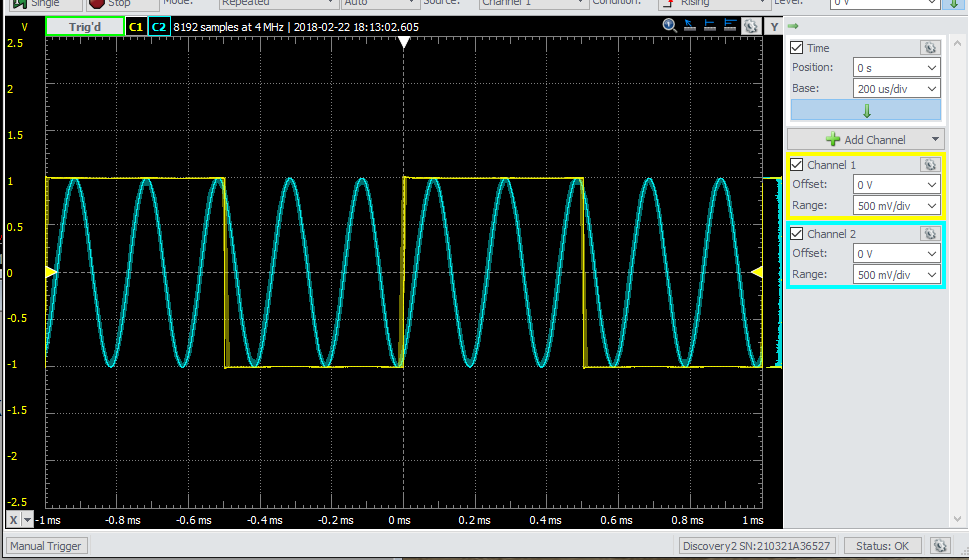 Single Stop Mode: Repeated Auto Source: Channel 1 Condition: Rising Level: 0 V
V Trig'd C1 C2 8192 samples at 4 MHz | 2018-02-22 18:13:02.605 Y
2.5
2
1.5
1
0.5
0
-0.5
-1
-1.5
-2
-2.5
X -1 ms -0.8 ms -0.6 ms -0.4 ms -0.2 ms 0 ms 0.2 ms 0.4 ms 0.6 ms 0.8 ms 1 ms
Time
Position: 0 s
Base: 200 us/div
Add Channel
Channel 1
Offset: 0 V
Range: 500 mV/div
Channel 2
Offset: 0 V
Range: 500 mV/div
Manual Trigger Discovery2 SN:210321A36527 Status: OK